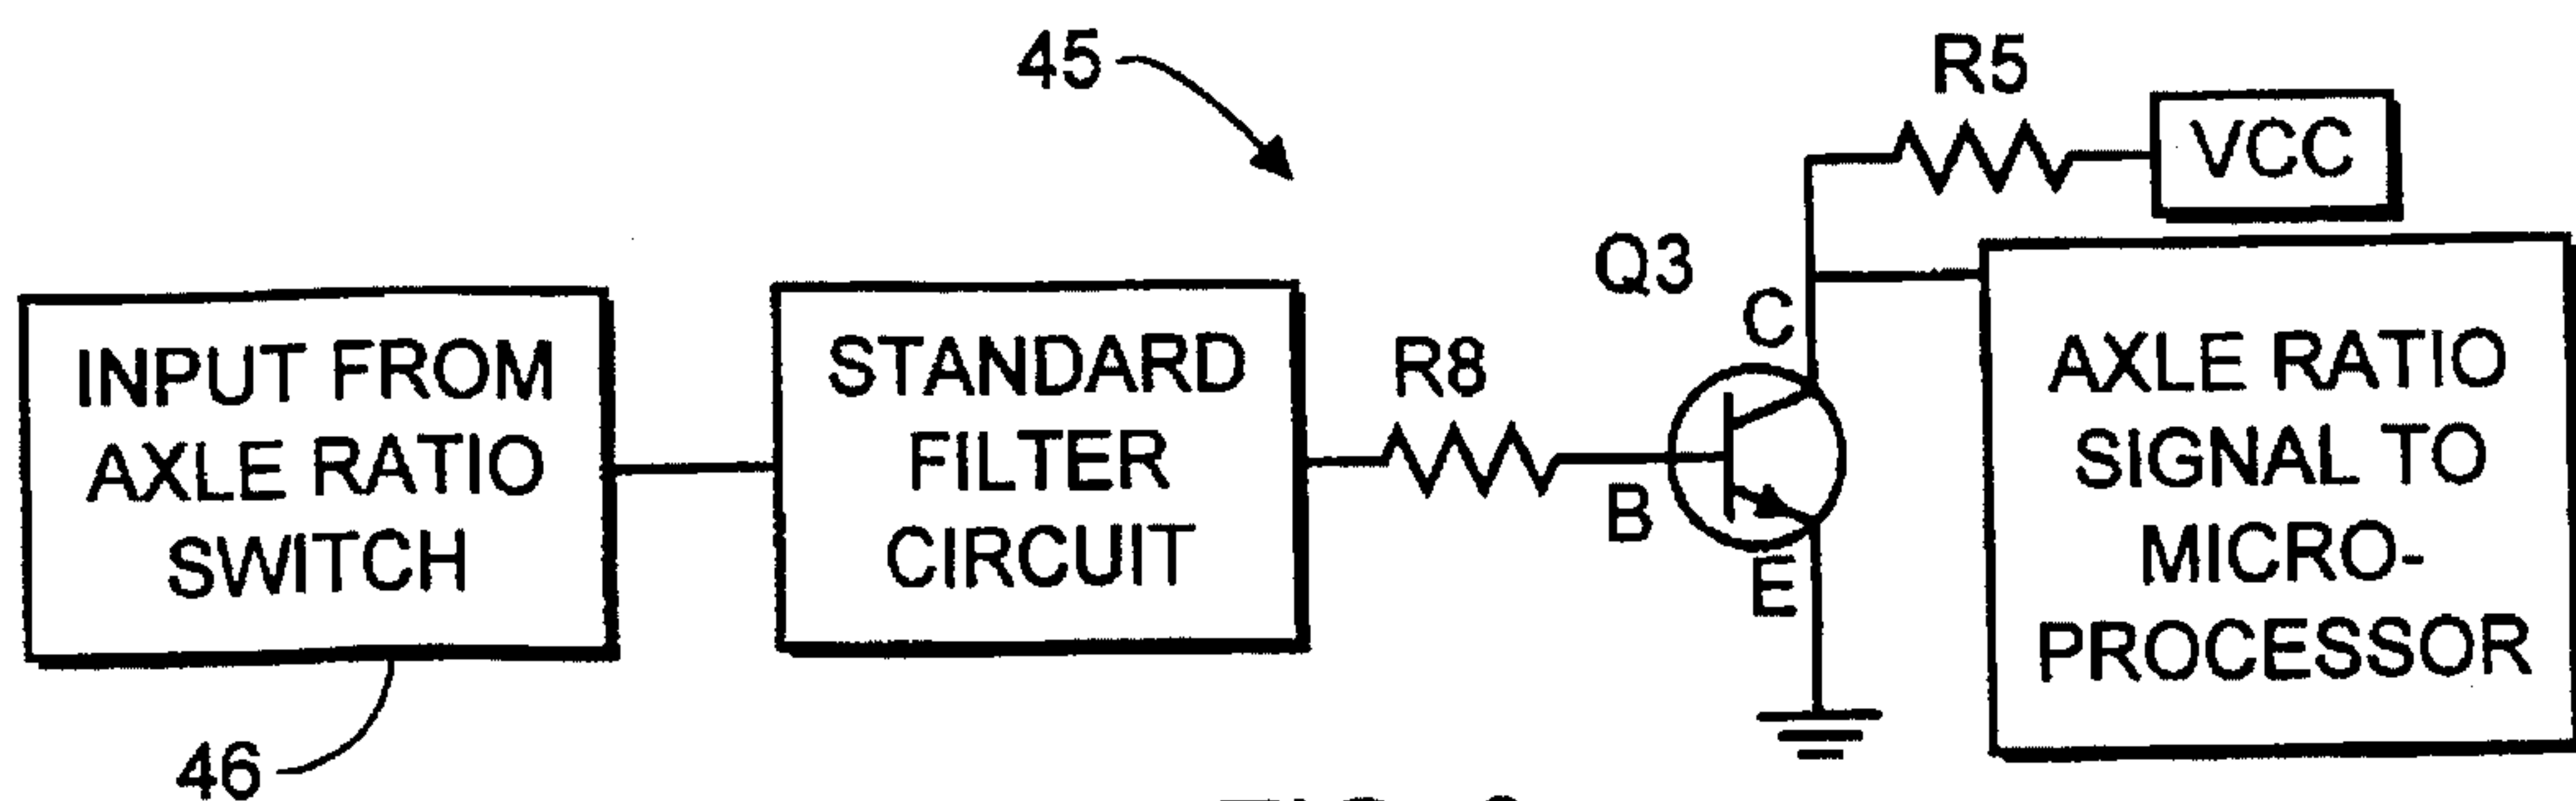 45
R5
VCC
Q3
C
INPUT FROM
AXLE RATIO
SWITCH
STANDARD
FILTER
CIRCUIT
R8
B
E
AXLE RATIO
SIGNAL TO
MICRO-
PROCESSOR
46